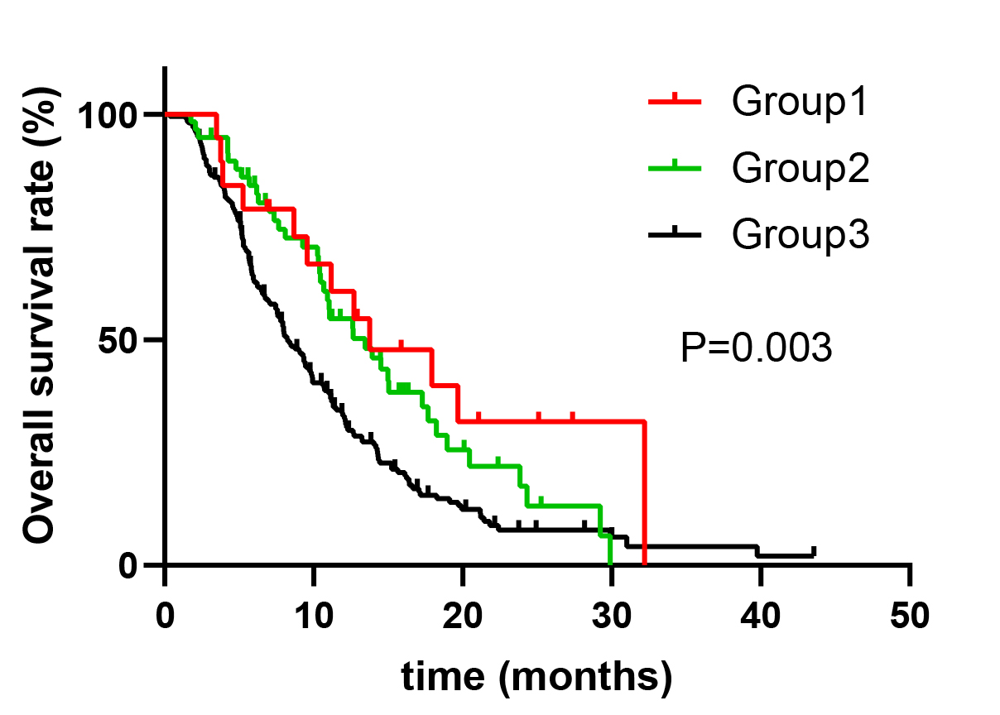 Overall survival rate (%)
100
50
0
Group1
Group2
Group3
P=0.003
0 10 20 30 40 50
time (months)